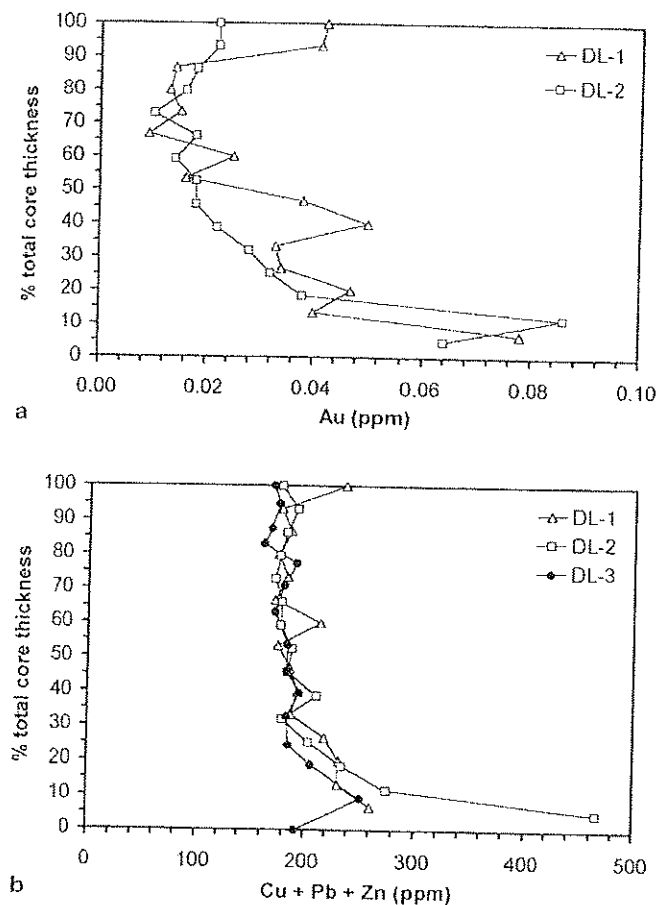 100
90
80
70
60
50
40
30
20
10
0
% total core thickness
DL-1
DL-2
0.00 0.02 0.04 0.06 0.08 0.10
Au (ppm)
a
100
90
80
70
60
50
40
30
20
10
0
% total core thickness
DL-1
DL-2
DL-3
0 100 200 300 400 500
Cu + Pb + Zn (ppm)
b